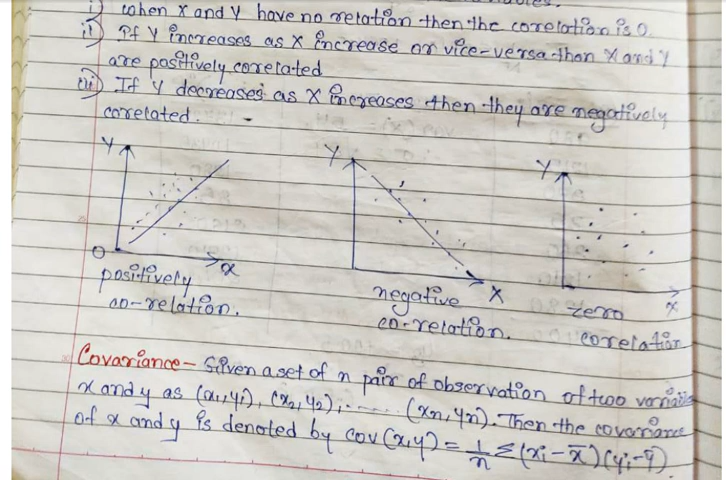 i) when X and Y have no relation then the corelation is 0.
ii) If Y increases as X increase or vice-versa than X and Y
are positively corelated
iii) If Y decreases as X increases then they are negatively
corelated.
Y Y Y
O x X x
positively
co-relation.
negative
co-relation.
zero
corelation
Covariance- Given a set of n pair of observation of two variable
x and y as (x1,y1), (x2,y2), ...... (xn,yn). Then the covariance
of x and y is denoted by cov(x,y) = 1/n Σ(xi-x̄)(yi-ȳ)